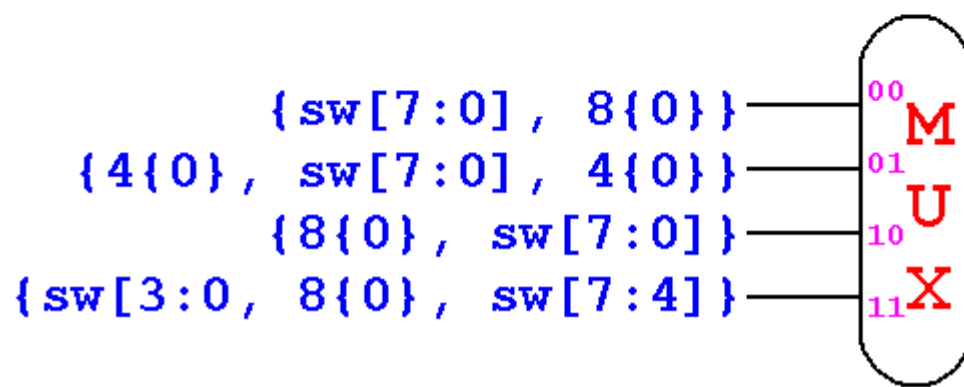 {sw[7:0], 8{0}} 00
{4{0}, sw[7:0], 4{0}} 01
{8{0}, sw[7:0]} 10
{sw[3:0, 8{0}, sw[7:4]} 11
M
U
X